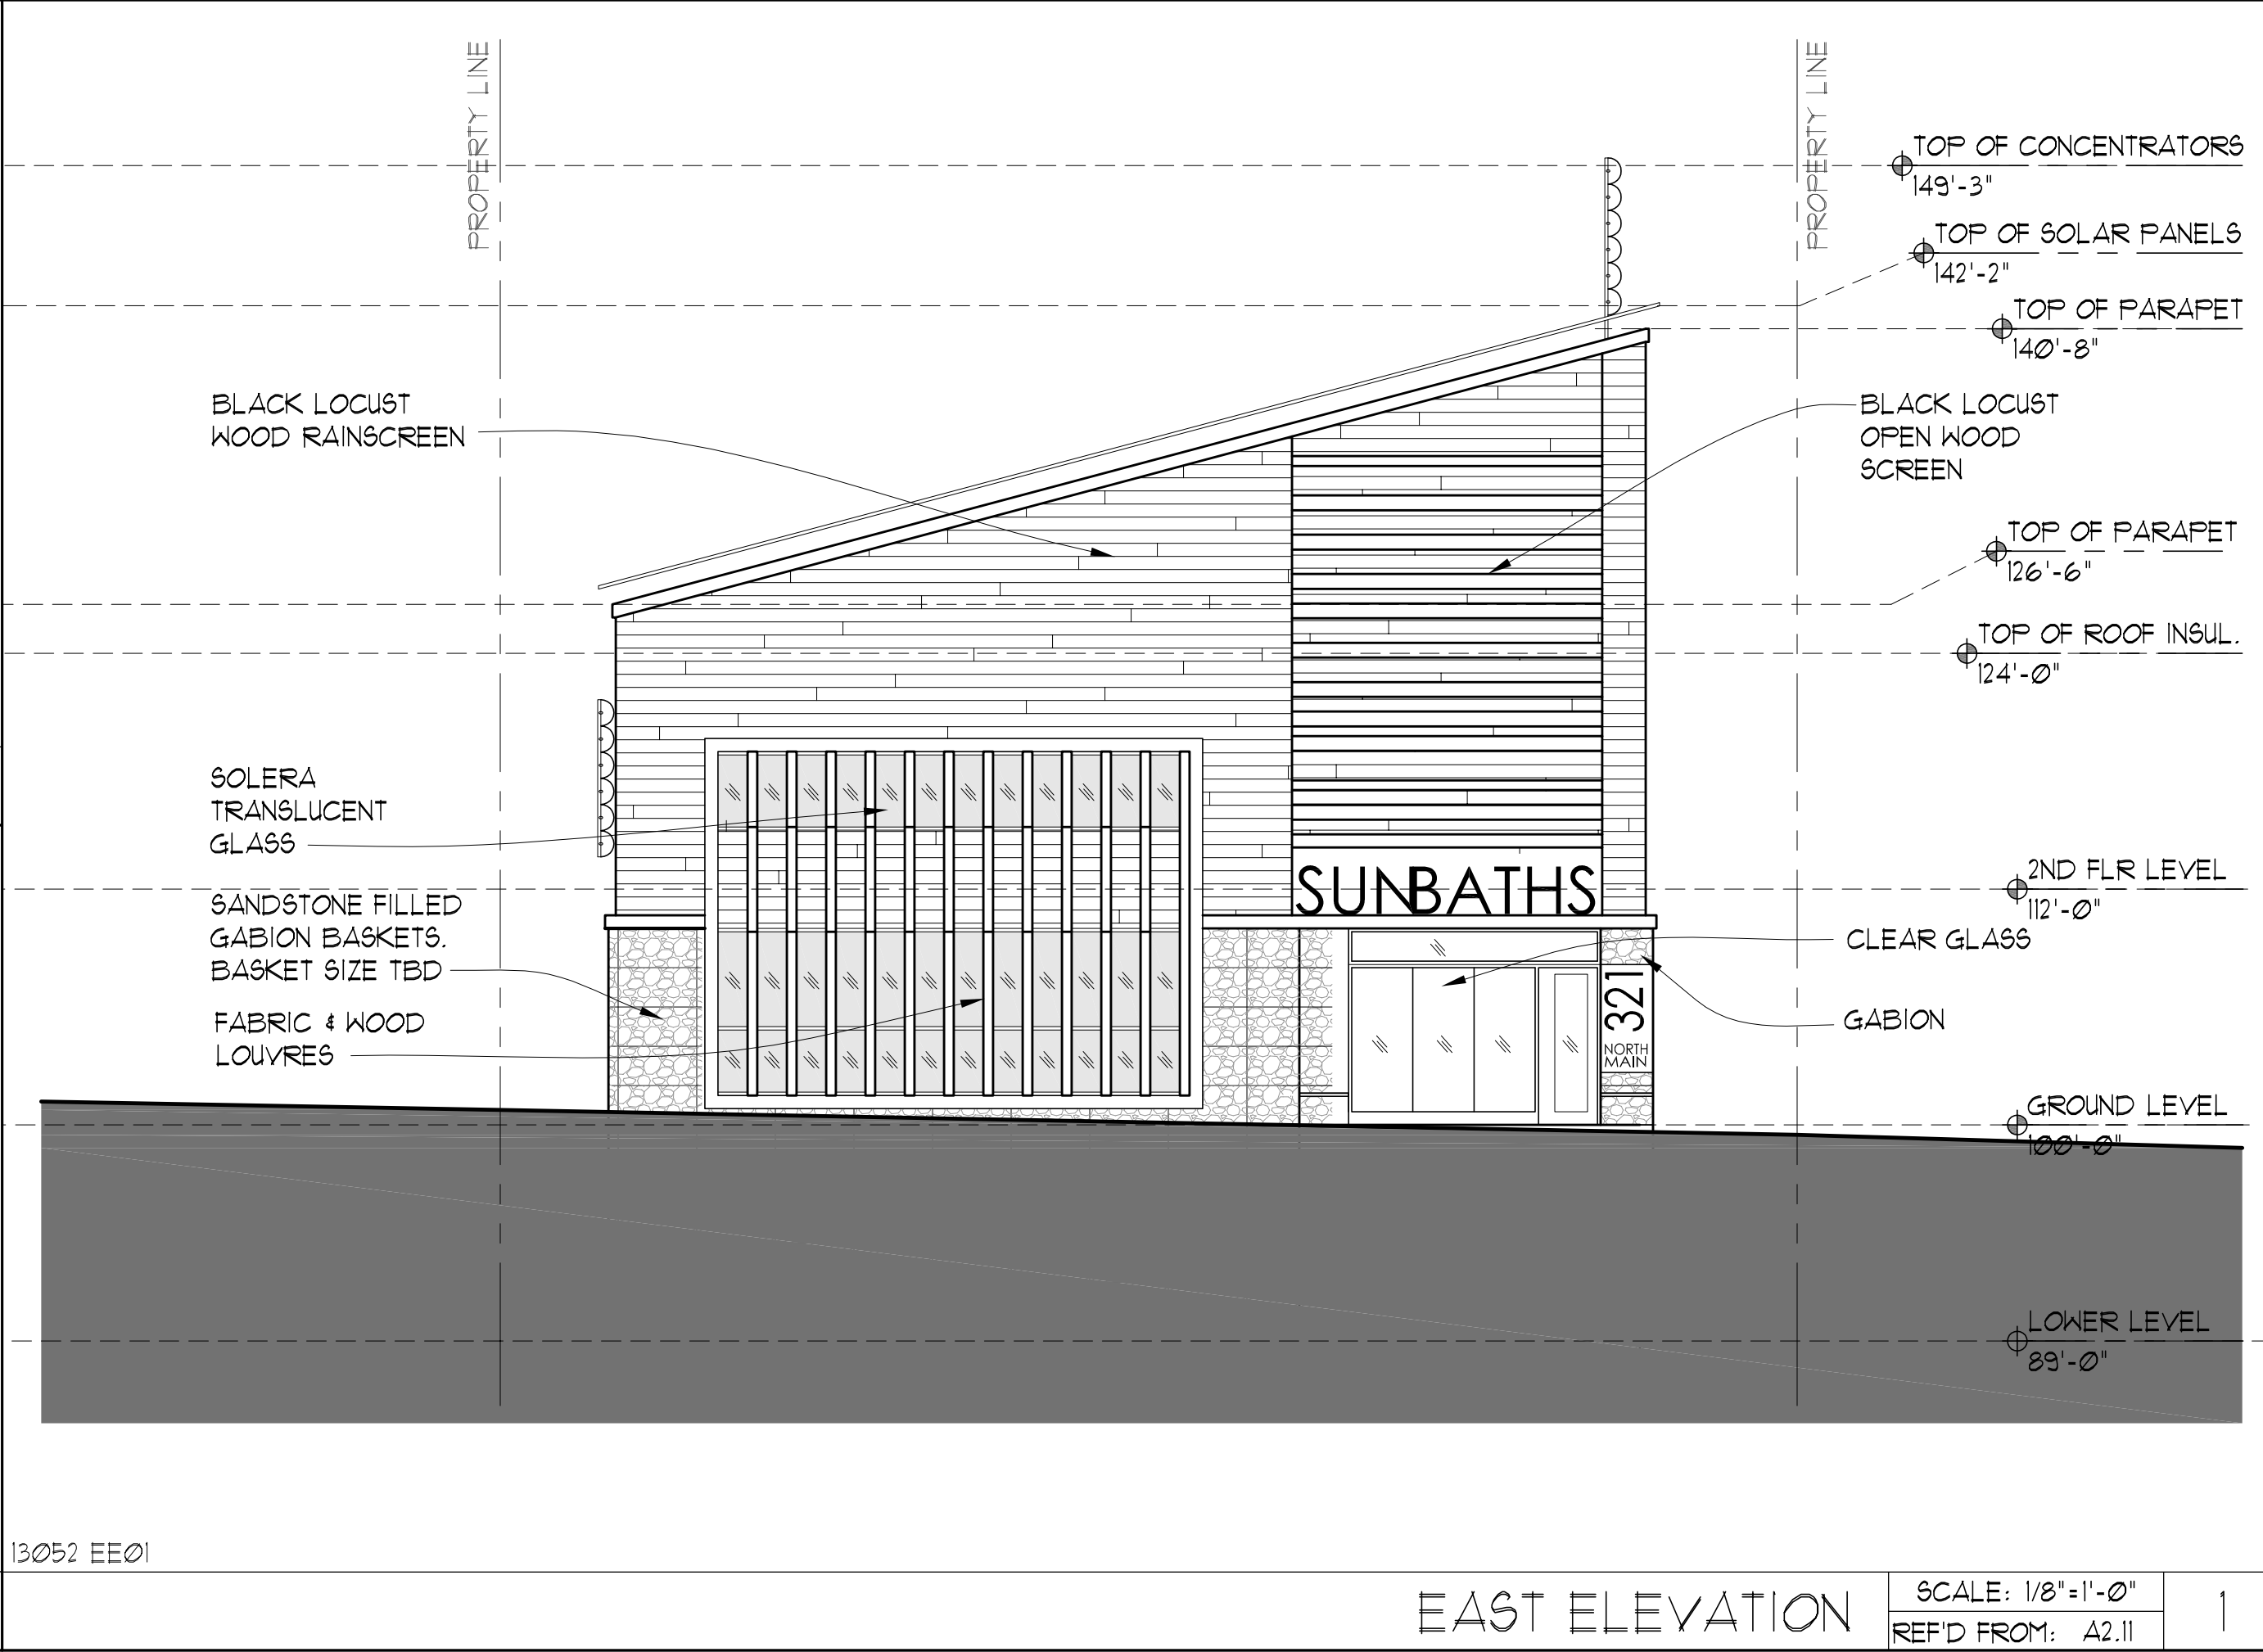 PROPERTY LINE
PROPERTY LINE
TOP OF CONCENTRATORS
149'-3"
TOP OF SOLAR PANELS
142'-2"
TOP OF PARAPET
140'-8"
BLACK LOCUST
WOOD RAINSCREEN
BLACK LOCUST
OPEN WOOD
SCREEN
TOP OF PARAPET
126'-6"
TOP OF ROOF INSUL.
124'-0"
SOLERA
TRANSLUCENT
GLASS
SANDSTONE FILLED
GABION BASKETS.
BASKET SIZE TBD
FABRIC & WOOD
LOUVRES
SUNBATHS
2ND FLR LEVEL
112'-0"
CLEAR GLASS
GABION
321
NORTH
MAIN
GROUND LEVEL
100'-0"
LOWER LEVEL
89'-0"
13052 EE01
EAST ELEVATION
SCALE: 1/8"=1'-0"
REF'D FROM: A2.11
1